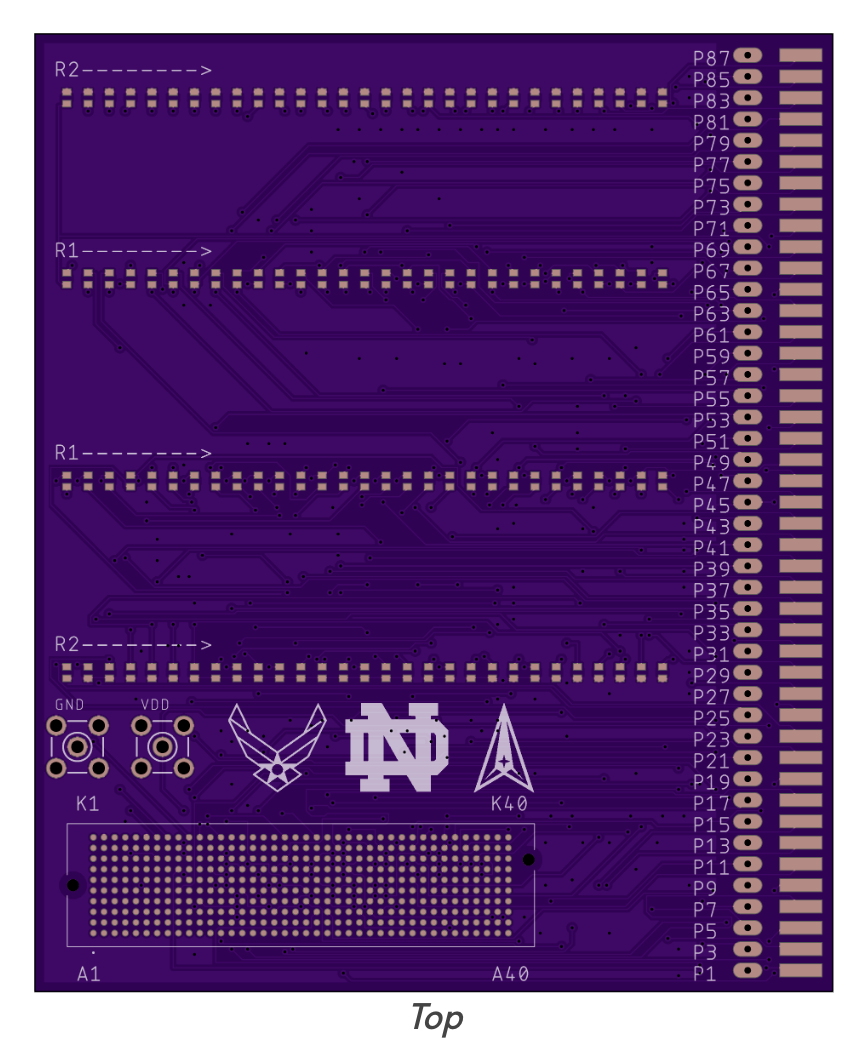 R2-------->
P87
P85
P83
P81
P79
P77
P75
P73
P71
R1-------->
P69
P67
P65
P63
P61
P59
P57
P55
P53
P51
R1-------->
P49
P47
P45
P43
P41
P39
P37
P35
P33
R2-------->
P31
P29
P27
GND VDD
P25
ND
P23
P21
P19
K1 K40
P17
P15
P13
P11
P9
P7
P5
P3
A1 A40
P1
Top